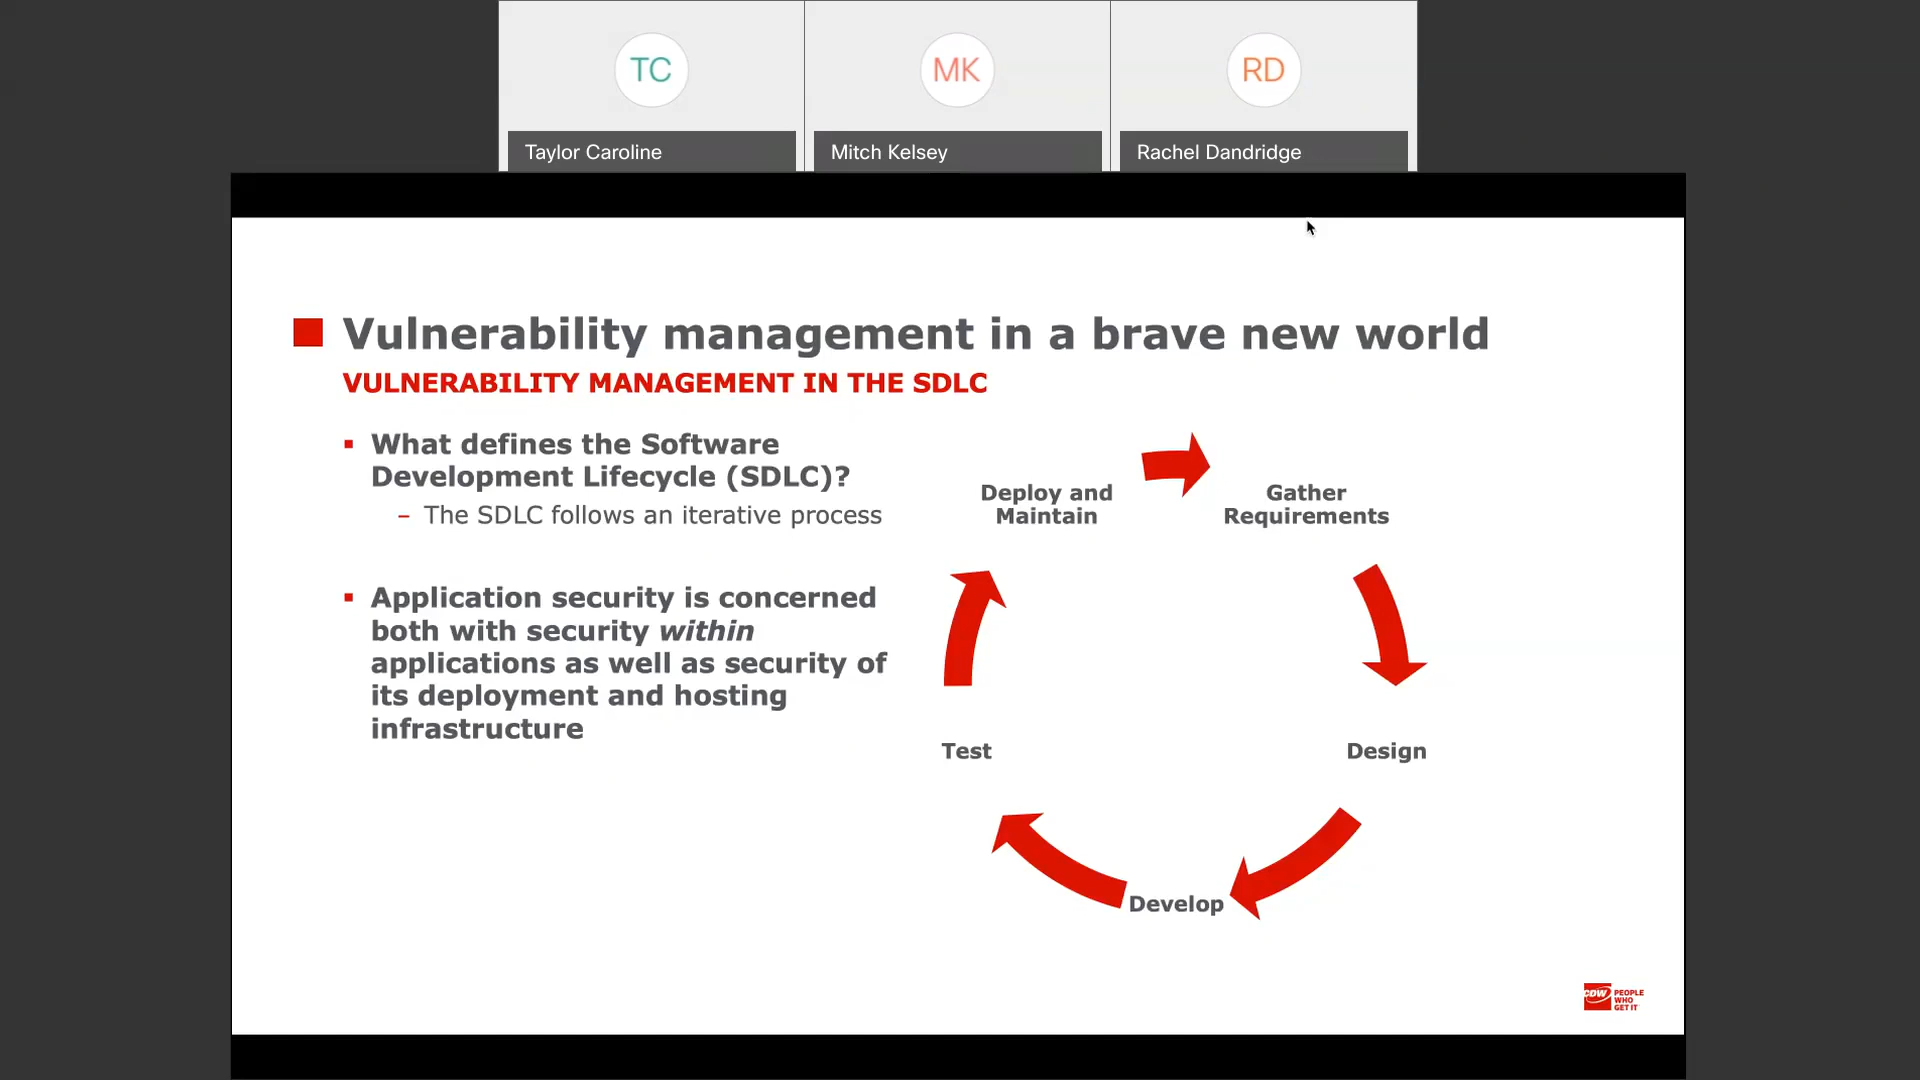 TC
MK
RD
Taylor Caroline
Mitch Kelsey
Rachel Dandridge
Vulnerability management in a brave new world
VULNERABILITY MANAGEMENT IN THE SDLC
▪ What defines the Software
Development Lifecycle (SDLC)?
– The SDLC follows an iterative process
▪ Application security is concerned
both with security within
applications as well as security of
its deployment and hosting
infrastructure
Deploy and
Maintain
Gather
Requirements
Test
Design
Develop
CDW
PEOPLE
WHO
GET IT